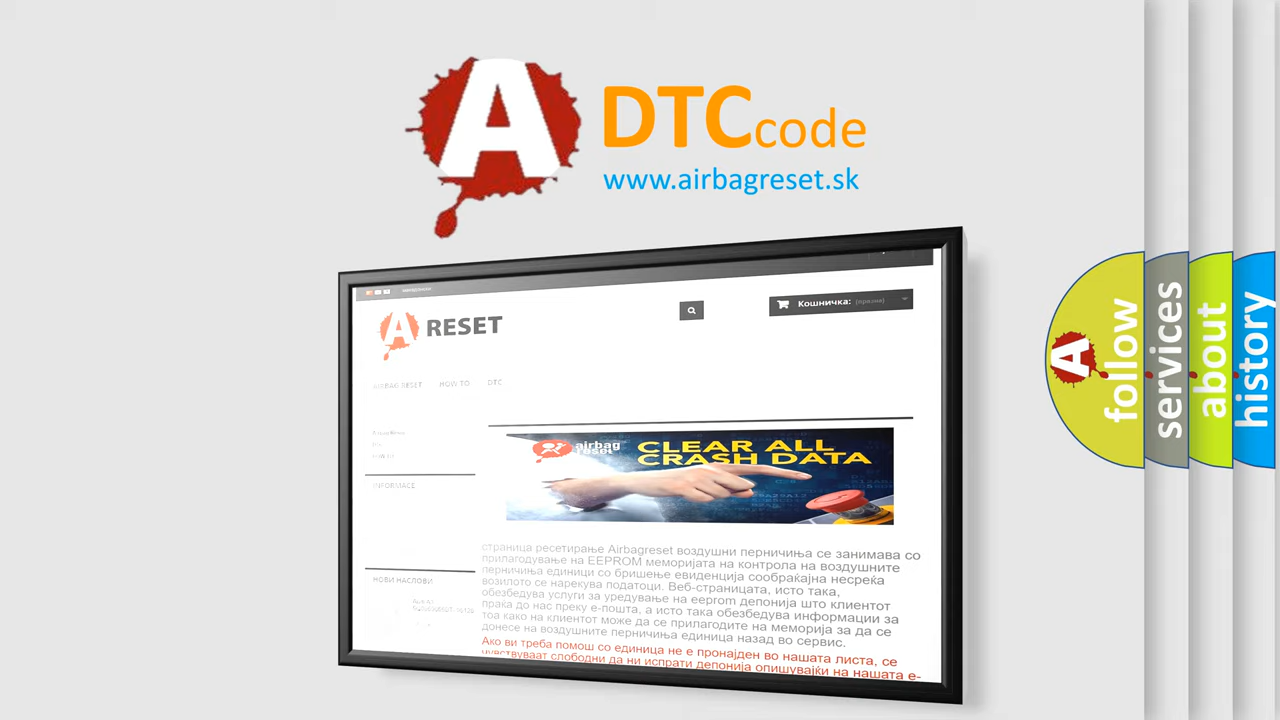 A
DTC code
www.airbagreset.sk
A RESET
Кошничка: (празна)
AIRBAG RESET HOW TO DTC
INFORMACE
airbag
reset
CLEAR ALL
CRASH DATA
НОВИ НАСЛОВИ
страница ресетирање Airbagreset воздушни перничиња се занимава со
прилагодување на EEPROM меморијата на контрола на воздушните
перничиња единици со бришење евиденција сообраќајна несреќа
возилото се нарекува податоци. Веб-страницата, исто така,
обезбедува услуги за уредување на eeprom депонија што клиентот
праќа до нас преку е-пошта, а исто така обезбедува информации за
тоа како на клиентот може да се прилагодите на меморија за да се
донесе на воздушните перничиња единица назад во сервис.
Ако ви треба помош со единица не е пронајден во нашата листа, се
чувствуваат слободни да ни испрати депонија опишувајќи на нашата е-
A follow
services
about
history